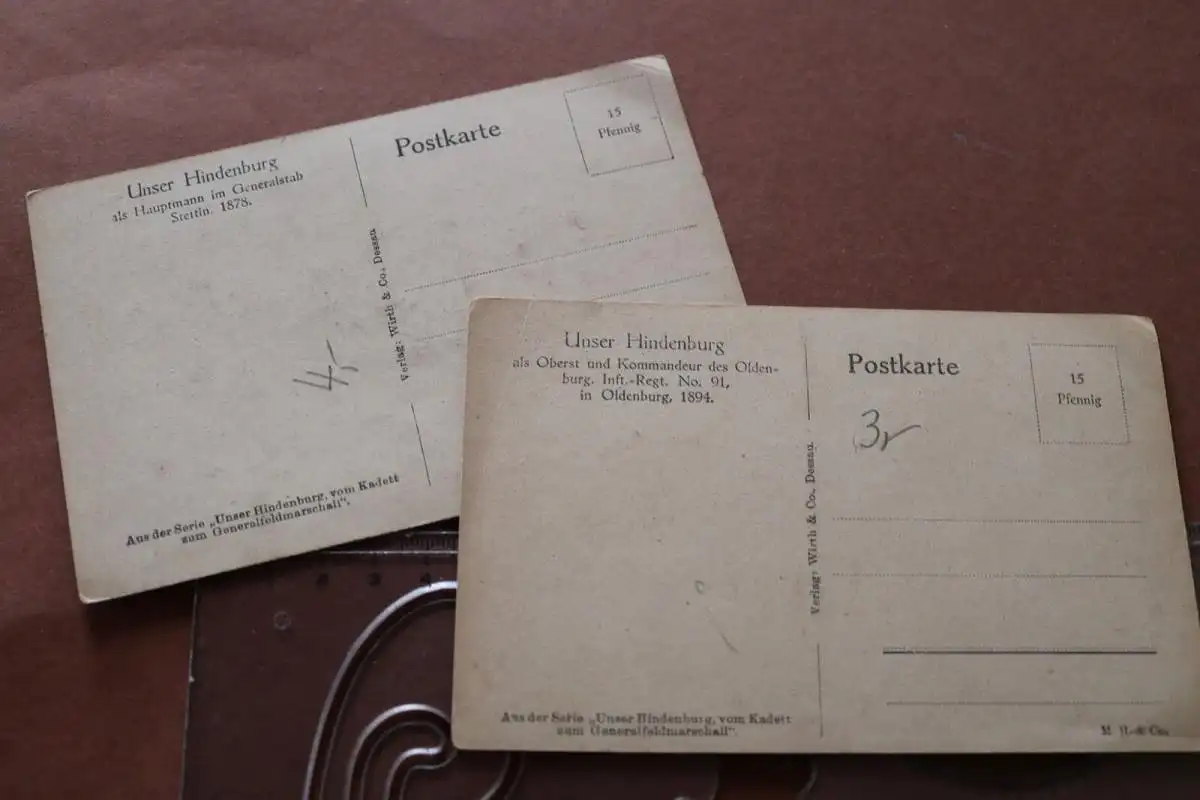 Unser Hindenburg
als Hauptmann im Generalstab
Stettin. 1878.
Postkarte
15
Pfennig
Verlag: Wirth & Co., Dessau.
4,-
Aus der Serie „Unser Hindenburg, vom Kadett
zum Generalfeldmarschall".
Unser Hindenburg
als Oberst und Kommandeur des Olden-
burg. Inft.-Regt. No. 91,
in Oldenburg, 1894.
Postkarte
15
Pfennig
3,-
Verlag: Wirth & Co., Dessau.
Aus der Serie „Unser Hindenburg, vom Kadett
zum Generalfeldmarschall".